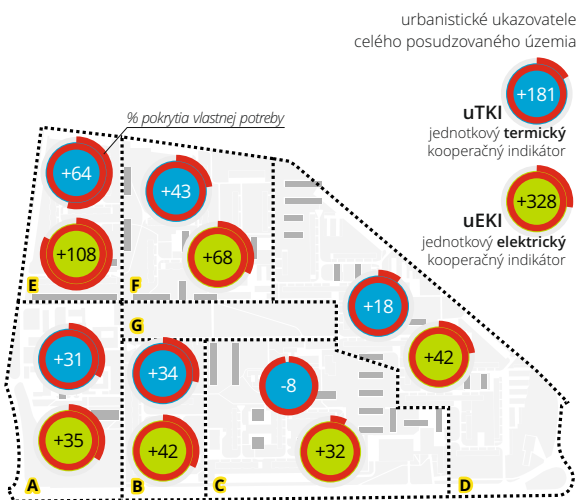 urbanistické ukazovatele
celého posudzovaného územia
+181
uTKI
jednotkový termický
kooperačný indikátor
% pokrytia vlastnej potreby
+328
uEKI
jednotkový elektrický
kooperačný indikátor
+64
+43
+108
+68
E
F
+18
G
+31
+34
+42
-8
+35
+42
+32
A
B
C
D